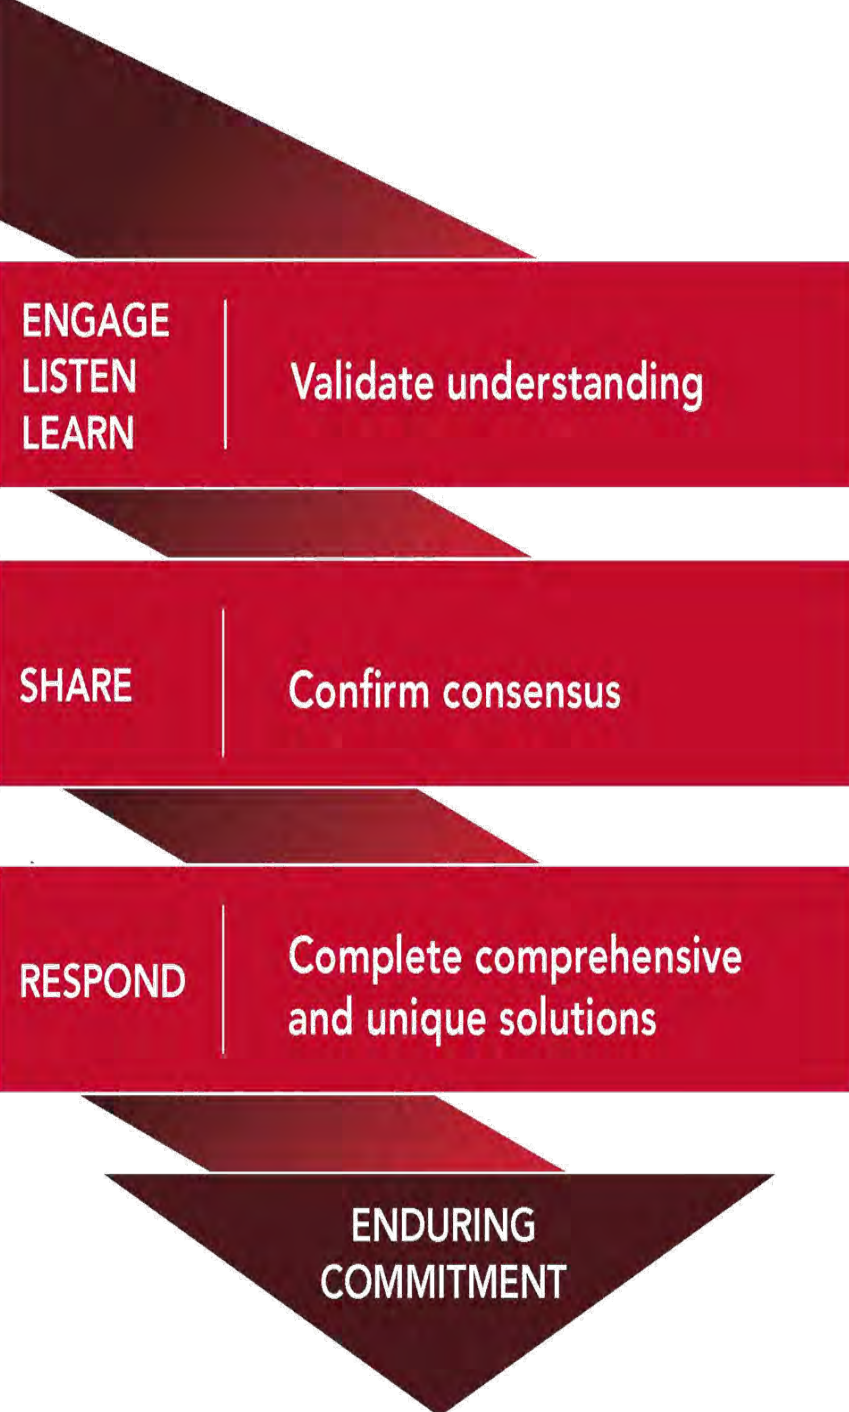 ENGAGE
LISTEN
LEARN
Validate understanding
SHARE
Confirm consensus
RESPOND
Complete comprehensive
and unique solutions
ENDURING
COMMITMENT